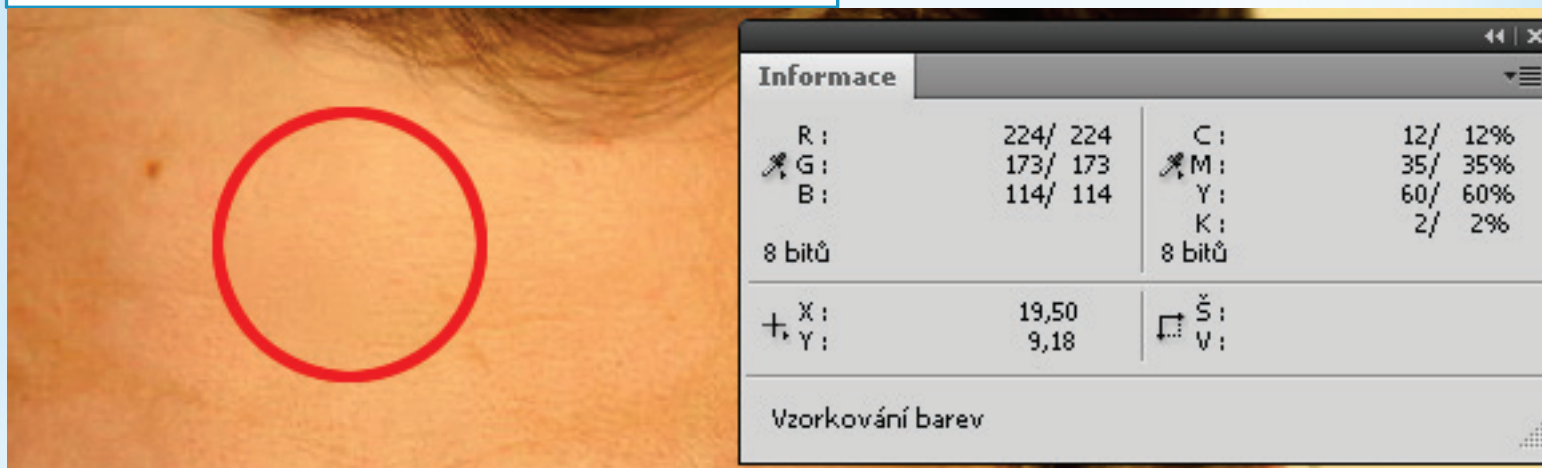 Informace
R : 224/ 224
G : 173/ 173
B : 114/ 114
8 bitů
C : 12/ 12%
M : 35/ 35%
Y : 60/ 60%
K : 2/ 2%
8 bitů
X : 19,50
Y : 9,18
Š :
V :
Vzorkování barev